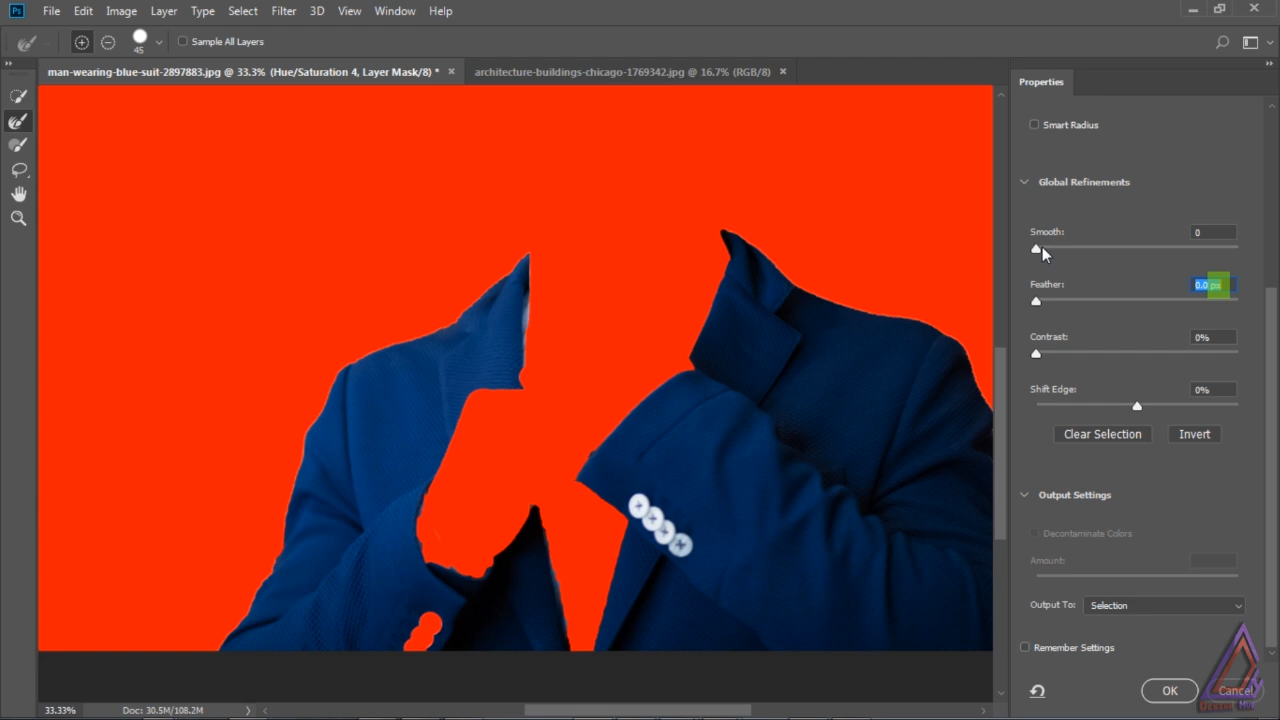 Ps File Edit Image Layer Type Select Filter 3D View Window Help
45 Sample All Layers
man-wearing-blue-suit-2897883.jpg @ 33.3% (Hue/Saturation 4, Layer Mask/8) * × architecture-buildings-chicago-1769342.jpg @ 16.7% (RGB/8) ×
Properties
Smart Radius
Global Refinements
Smooth: 0
Feather: 0.0 px
Contrast: 0%
Shift Edge: 0%
Clear Selection Invert
Output Settings
Decontaminate Colors
Amount:
Output To: Selection
Remember Settings
OK Cancel
33.33% Doc: 30.5M/108.2M